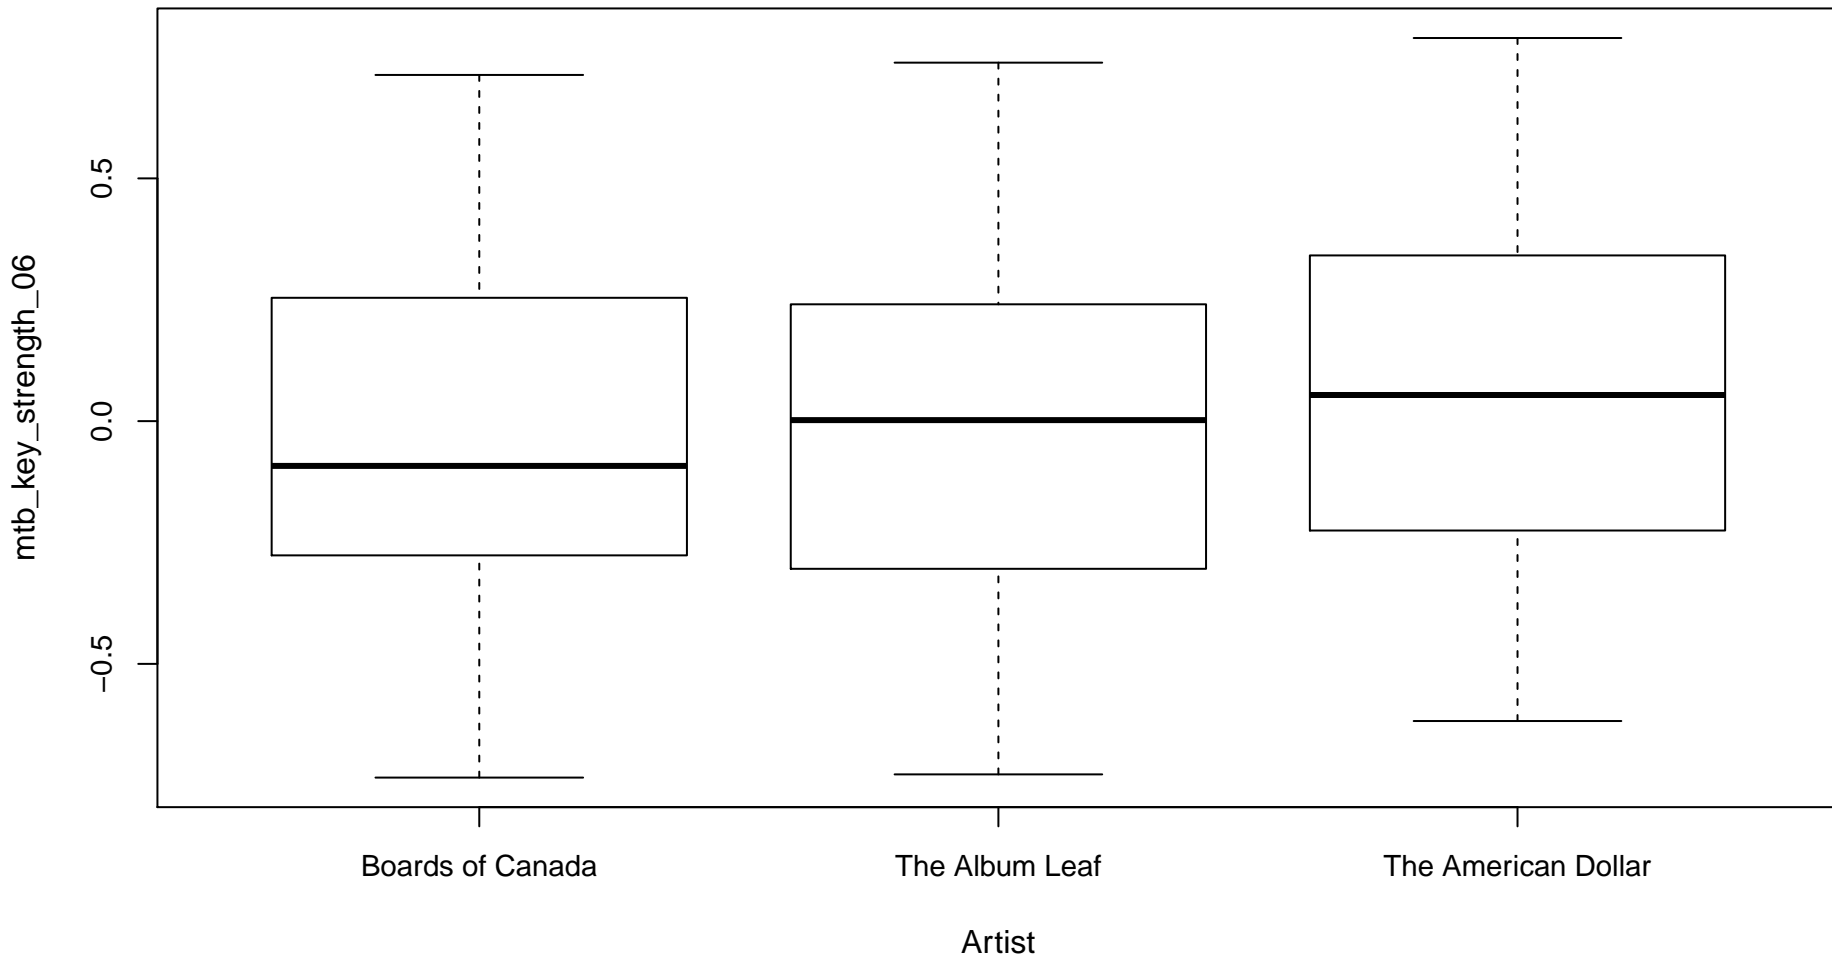 mtb_key_strength_06
0.5
0.0
−0.5
Boards of Canada
The Album Leaf
The American Dollar
Artist